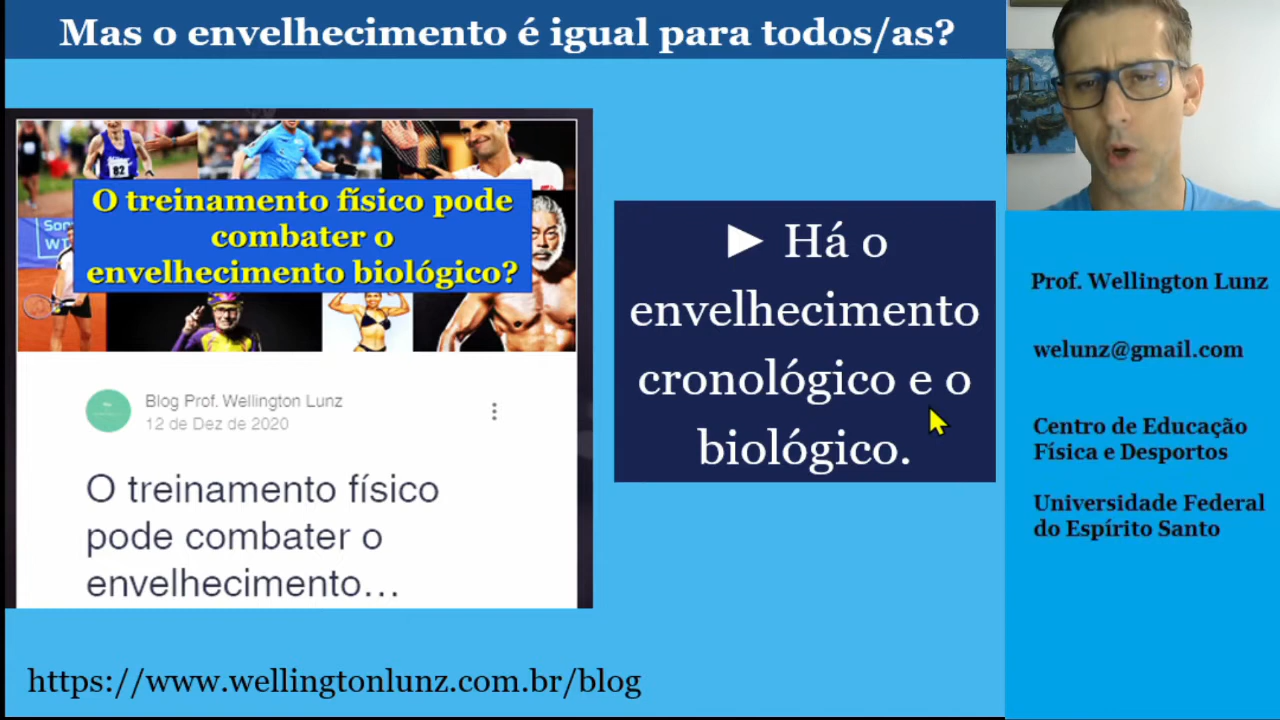 Mas o envelhecimento é igual para todos/as?
82
O treinamento físico pode
combater o
envelhecimento biológico?
Blog Prof. Wellington Lunz
12 de Dez de 2020
O treinamento físico
pode combater o
envelhecimento...
► Há o
envelhecimento
cronológico e o
biológico.
https://www.wellingtonlunz.com.br/blog
Prof. Wellington Lunz
welunz@gmail.com
Centro de Educação
Física e Desportos
Universidade Federal
do Espírito Santo